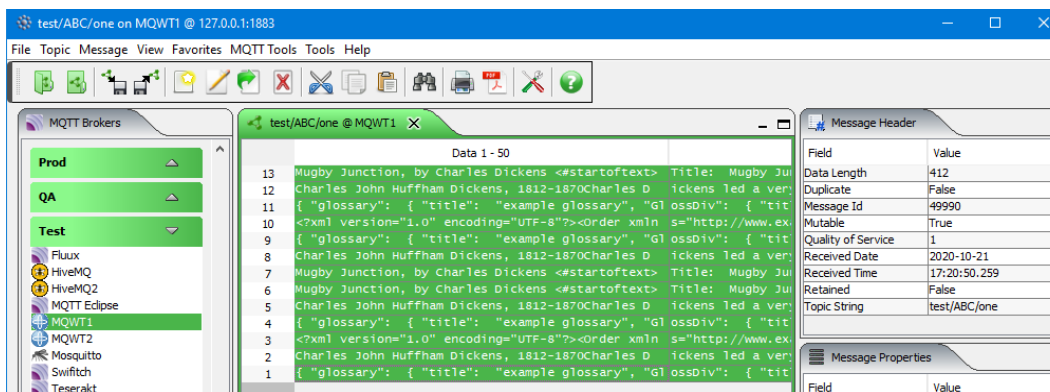 test/ABC/one on MQWT1 @ 127.0.0.1:1883
File Topic Message View Favorites MQTT Tools Tools Help
PDF
MQTT Brokers
Prod
QA
Test
Fluux
HiveMQ
HiveMQ2
MQTT Eclipse
MQWT1
MQWT2
Mosquitto
Swifitch
Teserakt
test/ABC/one @ MQWT1
Data 1 - 50
13 Mugby Junction, by Charles Dickens <#startoftext> Title: Mugby Ju
12 Charles John Huffham Dickens, 1812-1870Charles D ickens led a ver
11 { "glossary": { "title": "example glossary", "Gl ossDiv": { "tit
10 <?xml version="1.0" encoding="UTF-8"?><Order xmln s="http://www.ex
9 { "glossary": { "title": "example glossary", "Gl ossDiv": { "tit
8 Charles John Huffham Dickens, 1812-1870Charles D ickens led a ver
7 Mugby Junction, by Charles Dickens <#startoftext> Title: Mugby Ju
6 Mugby Junction, by Charles Dickens <#startoftext> Title: Mugby Ju
5 Charles John Huffham Dickens, 1812-1870Charles D ickens led a ver
4 { "glossary": { "title": "example glossary", "Gl ossDiv": { "tit
3 <?xml version="1.0" encoding="UTF-8"?><Order xmln s="http://www.ex
2 Charles John Huffham Dickens, 1812-1870Charles D ickens led a ver
1 { "glossary": { "title": "example glossary", "Gl ossDiv": { "tit
Message Header
Field Value
Data Length 412
Duplicate False
Message Id 49990
Mutable True
Quality of Service 1
Received Date 2020-10-21
Received Time 17:20:50.259
Retained False
Topic String test/ABC/one
Message Properties
Field Value